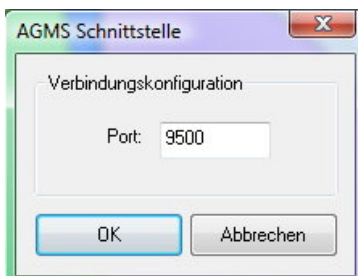 AGMS Schnittstelle
Verbindungskonfiguration
Port: 9500
OK Abbrechen